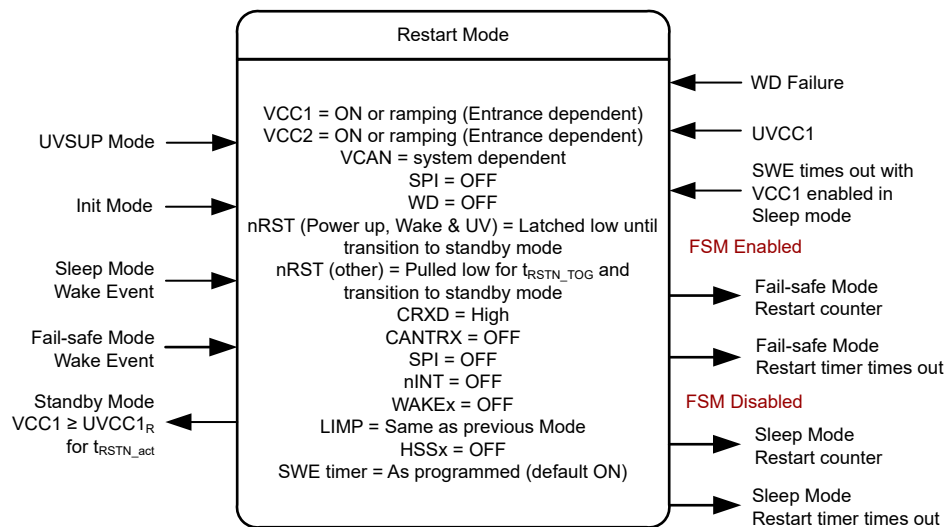 Restart Mode
VCC1 = ON or ramping (Entrance dependent)
VCC2 = ON or ramping (Entrance dependent)
VCAN = system dependent
SPI = OFF
WD = OFF
nRST (Power up, Wake & UV) = Latched low until
transition to standby mode
nRST (other) = Pulled low for tRSTN_TOG and
transition to standby mode
CRXD = High
CANTRX = OFF
SPI = OFF
nINT = OFF
WAKEx = OFF
LIMP = Same as previous Mode
HSSx = OFF
SWE timer = As programmed (default ON)
UVSUP Mode
Init Mode
Sleep Mode
Wake Event
Fail-safe Mode
Wake Event
Standby Mode
VCC1 ≥ UVCC1R
for tRSTN_act
WD Failure
UVCC1
SWE times out with
VCC1 enabled in
Sleep mode
FSM Enabled
Fail-safe Mode
Restart counter
Fail-safe Mode
Restart timer times out
FSM Disabled
Sleep Mode
Restart counter
Sleep Mode
Restart timer times out